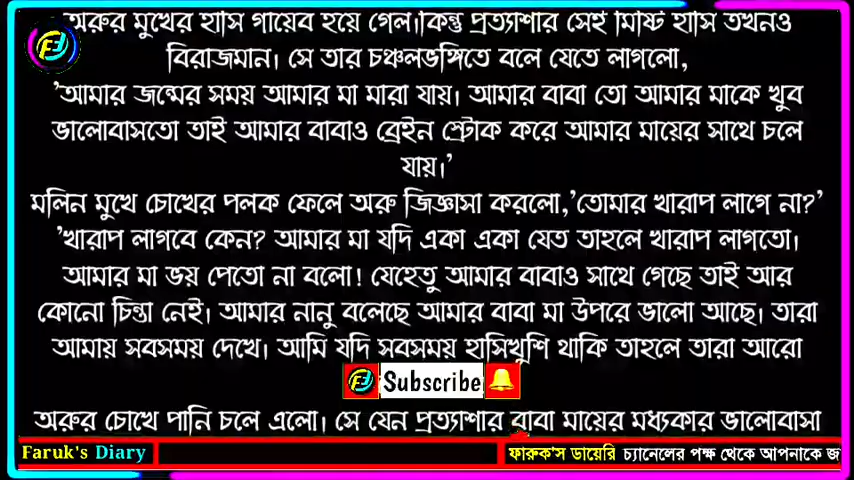 অরুর মুখের হাসি গায়েব হয়ে গেল।কিন্তু প্রত্যাশার সেই মিষ্টি হাসি তখনও
বিরাজমান। সে তার চঞ্চলভঙ্গিতে বলে যেতে লাগলো,
'আমার জন্মের সময় আমার মা মারা যায়। আমার বাবা তো আমার মাকে খুব
ভালোবাসতো তাই আমার বাবাও ব্রেইন স্ট্রোক করে আমার মায়ের সাথে চলে
যায়।'
মলিন মুখে চোখের পলক ফেলে অরু জিজ্ঞাসা করলো,'তোমার খারাপ লাগে না?'
'খারাপ লাগবে কেন? আমার মা যদি একা একা যেত তাহলে খারাপ লাগতো।
আমার মা ভয় পেতো না বলো! যেহেতু আমার বাবাও সাথে গেছে তাই আর
কোনো চিন্তা নেই। আমার নানু বলেছে আমার বাবা মা উপরে ভালো আছে। তারা
আমায় সবসময় দেখে। আমি যদি সবসময় হাসিখুশি থাকি তাহলে তারা আরো
Subscribe
অরুর চোখে পানি চলে এলো। সে যেন প্রত্যাশার বাবা মায়ের মধ্যকার ভালোবাসা
Faruk's Diary
ফারুক'স ডায়েরি চ্যানেলের পক্ষ থেকে আপনাকে জ